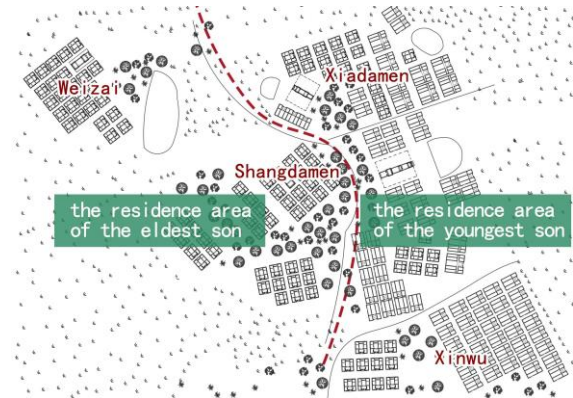 Weizai
Xiadamen
Shangdamen
the residence area
of the eldest son
the residence area
of the youngest son
Xinwu